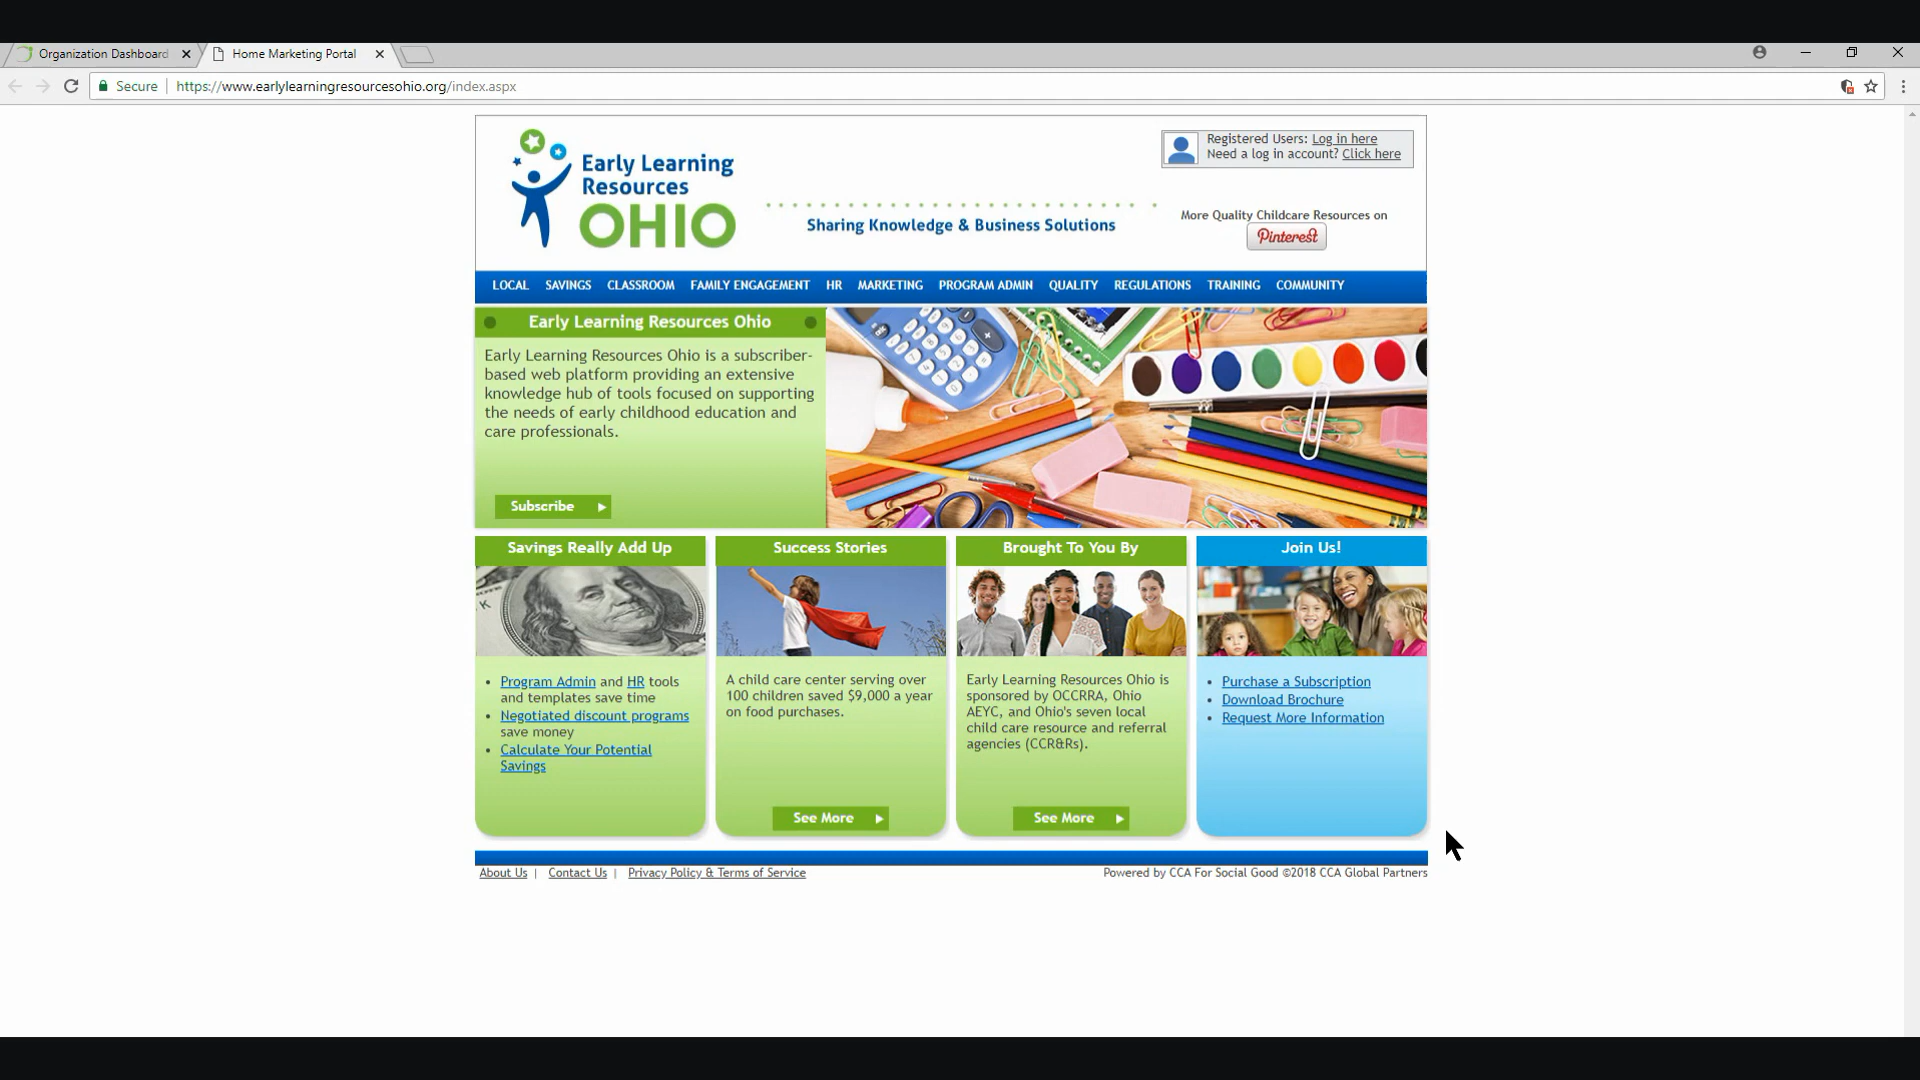 Organization Dashboard
Home Marketing Portal
Secure
https://www.earlylearningresourcesohio.org/index.aspx
Early Learning
Resources
OHIO
Sharing Knowledge & Business Solutions
Registered Users: Log in here
Need a log in account? Click here
More Quality Childcare Resources on
Pinterest
LOCAL SAVINGS CLASSROOM FAMILY ENGAGEMENT HR MARKETING PROGRAM ADMIN QUALITY REGULATIONS TRAINING COMMUNITY
Early Learning Resources Ohio
Early Learning Resources Ohio is a subscriber-
based web platform providing an extensive
knowledge hub of tools focused on supporting
the needs of early childhood education and
care professionals.
Subscribe
Savings Really Add Up
Program Admin and HR tools
and templates save time
Negotiated discount programs
save money
Calculate Your Potential
Savings
Success Stories
A child care center serving over
100 children saved $9,000 a year
on food purchases.
See More
Brought To You By
Early Learning Resources Ohio is
sponsored by OCCRRA, Ohio
AEYC, and Ohio's seven local
child care resource and referral
agencies (CCR&Rs).
See More
Join Us!
Purchase a Subscription
Download Brochure
Request More Information
About Us | Contact Us | Privacy Policy & Terms of Service
Powered by CCA For Social Good ©2018 CCA Global Partners